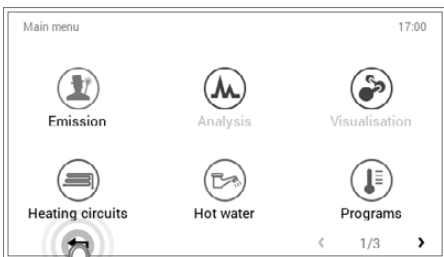 Main menu 17:00
Emission Analysis Visualisation
Heating circuits Hot water Programs
1/3